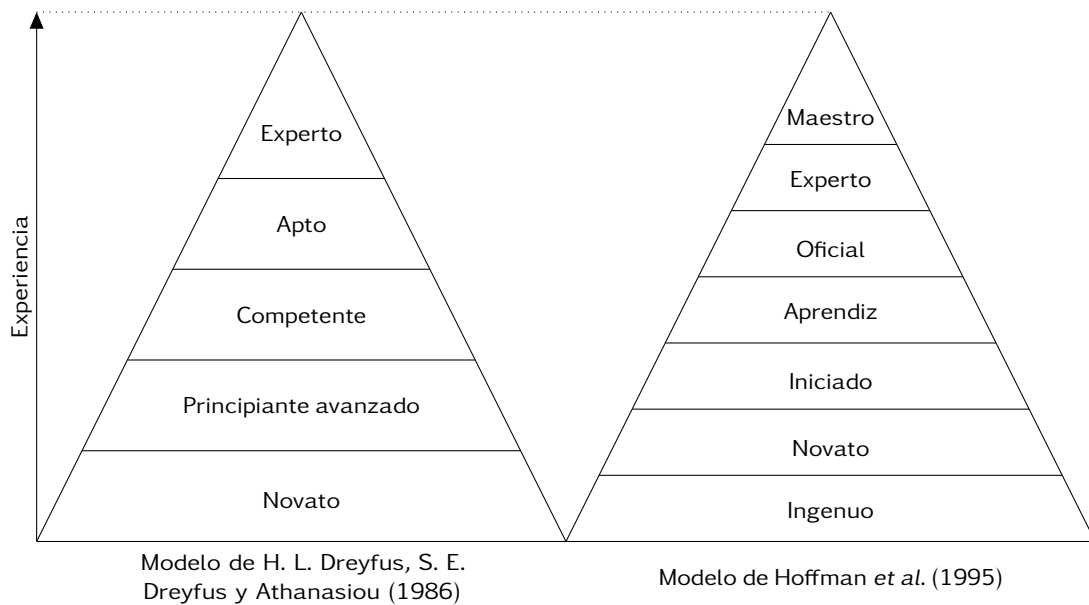 Experiencia
Experto
Apto
Competente
Principiante avanzado
Novato
Modelo de H. L. Dreyfus, S. E.
Dreyfus y Athanasiou (1986)
Maestro
Experto
Oficial
Aprendiz
Iniciado
Novato
Ingenuo
Modelo de Hoffman et al. (1995)